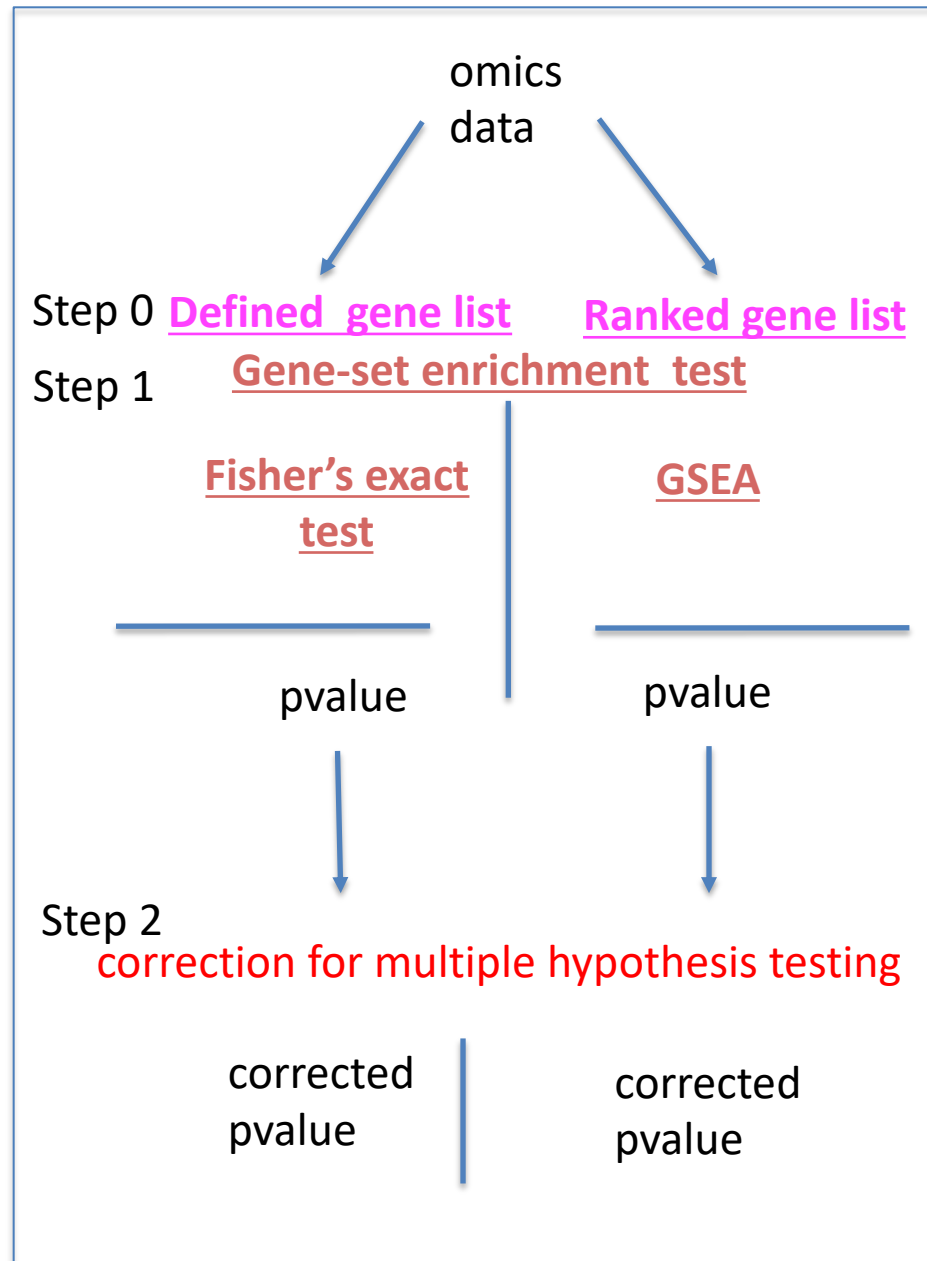 omics
data
Step 0
Defined gene list
Ranked gene list
Step 1
Gene-set enrichment test
Fisher’s exact
test
GSEA
pvalue
pvalue
Step 2
correction for multiple hypothesis testing
corrected
pvalue
corrected
pvalue